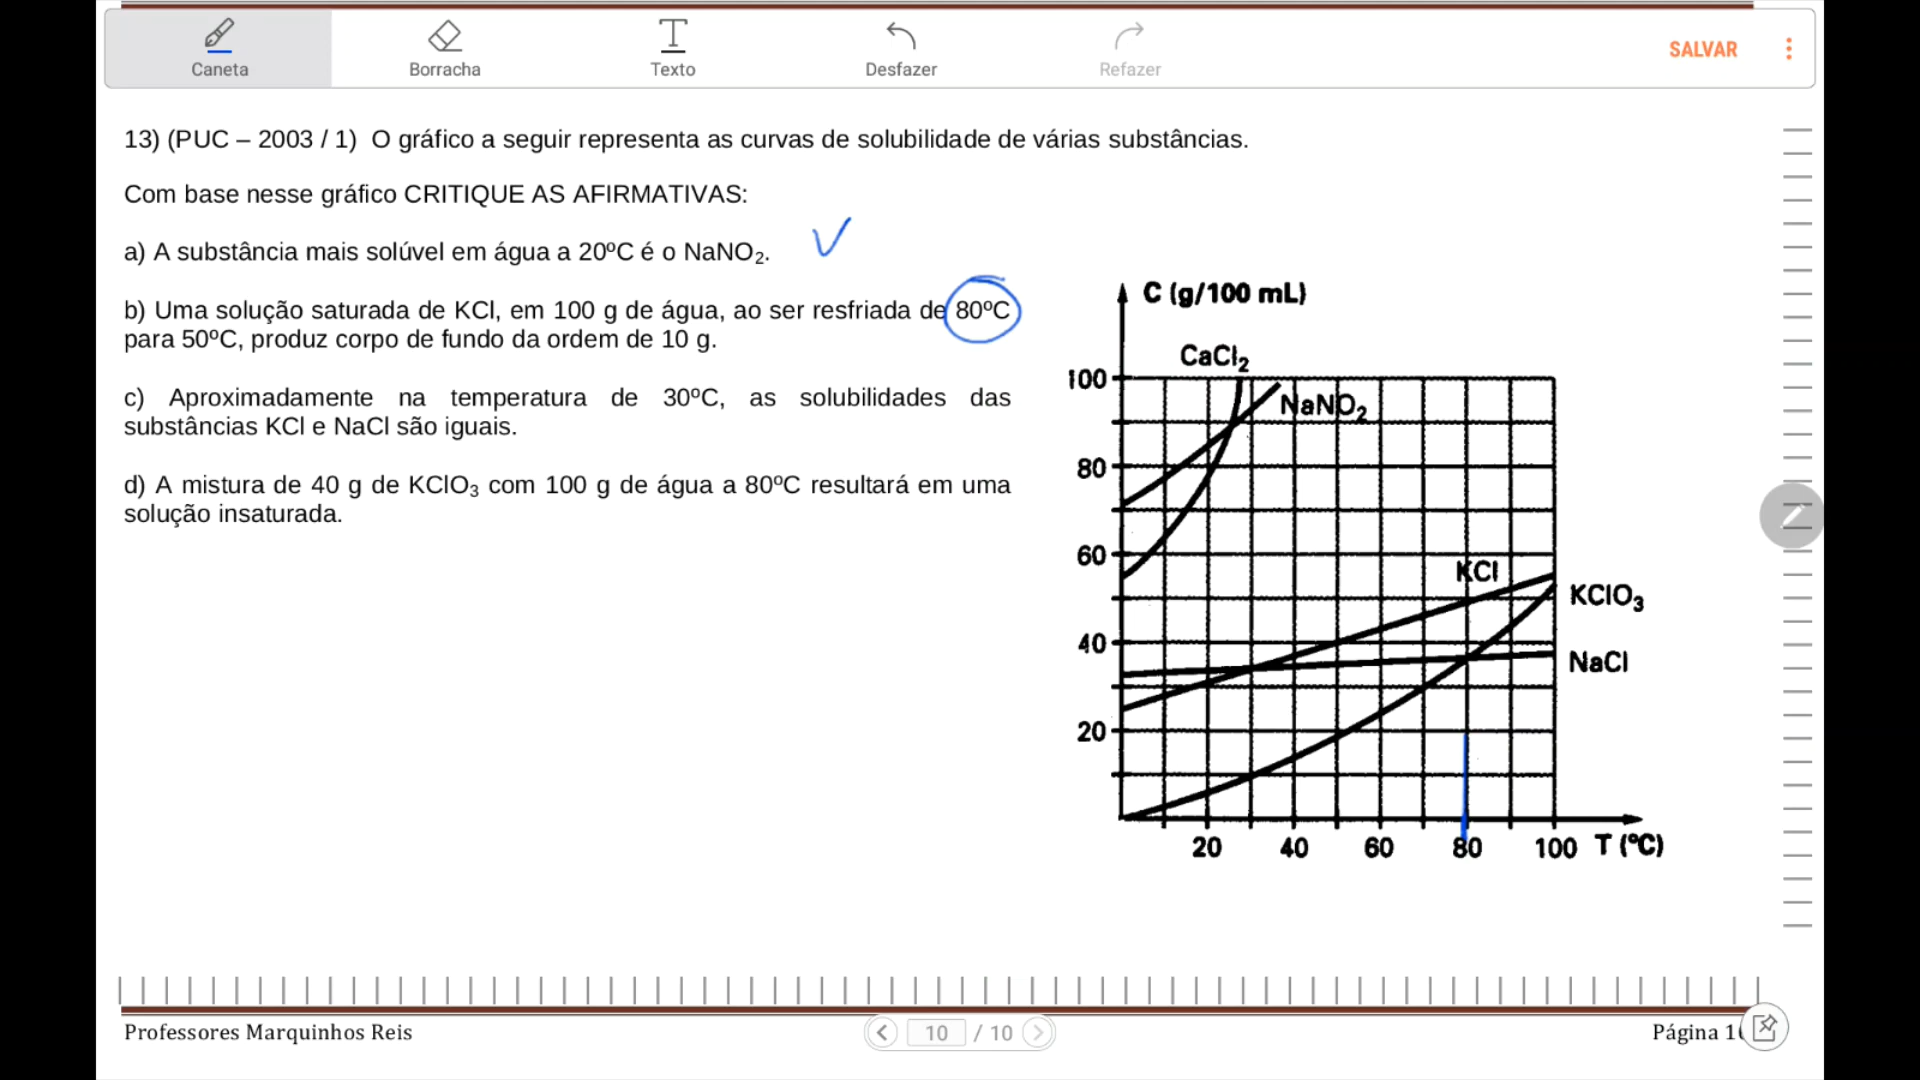 Caneta
Borracha
Texto
Desfazer
Refazer
SALVAR
13) (PUC – 2003 / 1)  O gráfico a seguir representa as curvas de solubilidade de várias substâncias.
Com base nesse gráfico CRITIQUE AS AFIRMATIVAS:
a) A substância mais solúvel em água a 20ºC é o NaNO₂.
b) Uma solução saturada de KCl, em 100 g de água, ao ser resfriada de 80ºC
para 50ºC, produz corpo de fundo da ordem de 10 g.
c) Aproximadamente na temperatura de 30ºC, as solubilidades das
substâncias KCl e NaCl são iguais.
d) A mistura de 40 g de KClO₃ com 100 g de água a 80ºC resultará em uma
solução insaturada.
C (g/100 mL)
CaCl₂
100
NaNO₂
80
60
KCl
KClO₃
40
NaCl
20
20 40 60 80 100 T (ºC)
Professores Marquinhos Reis
10 / 10
Página